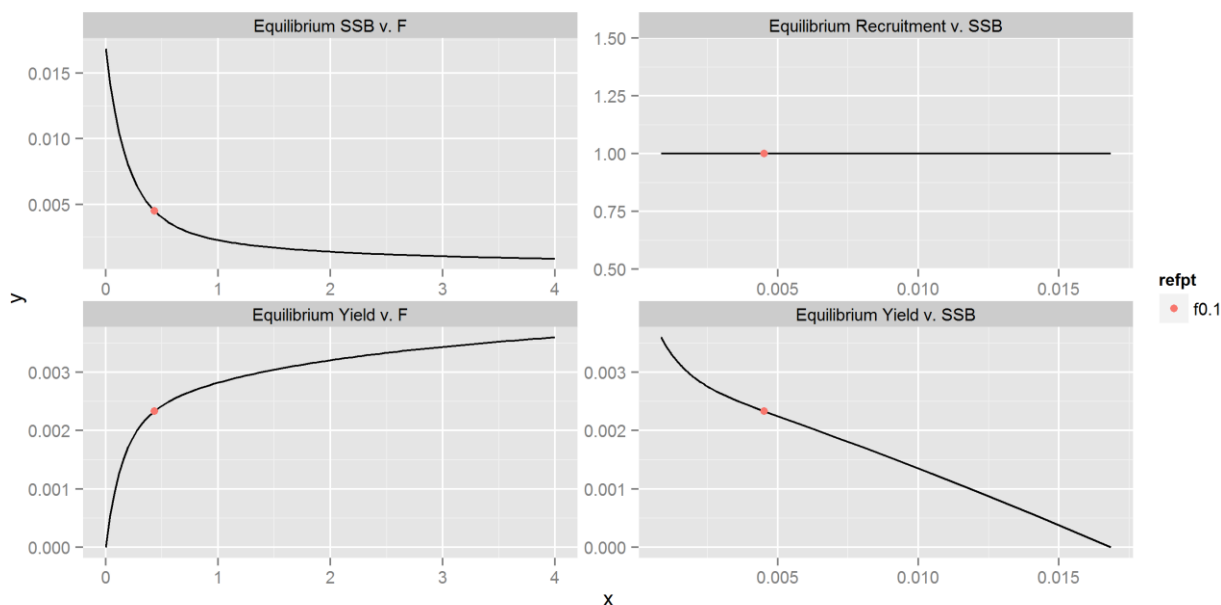 Equilibrium SSB v. F
Equilibrium Recruitment v. SSB
0.015
0.010
0.005
0 1 2 3 4
1.50
1.25
1.00
0.75
0.50
0.005 0.010 0.015
y
Equilibrium Yield v. F
Equilibrium Yield v. SSB
0.003
0.002
0.001
0.000
0 1 2 3 4
0.003
0.002
0.001
0.000
0.005 0.010 0.015
x
refpt
f0.1